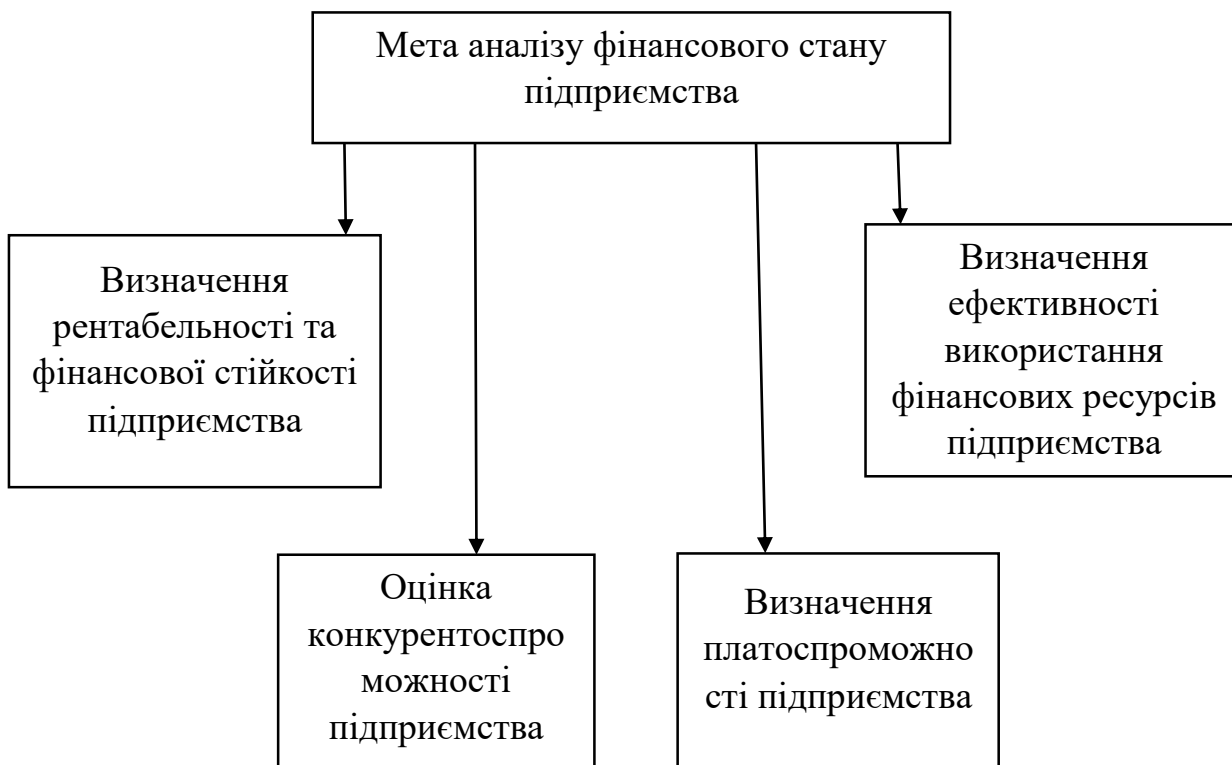 Мета аналізу фінансового стану
підприємства
Визначення
рентабельності та
фінансової стійкості
підприємства
Визначення
ефективності
використання
фінансових ресурсів
підприємства
Оцінка
конкурентоспро
можності
підприємства
Визначення
платоспроможно
сті підприємства